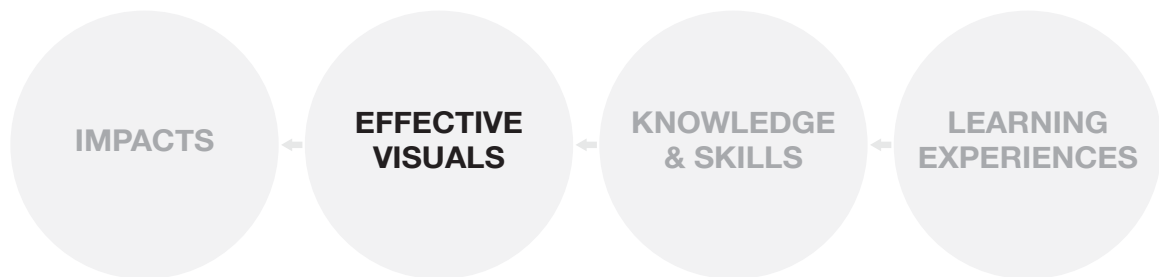 IMPACTS
EFFECTIVE
VISUALS
KNOWLEDGE
& SKILLS
LEARNING
EXPERIENCES